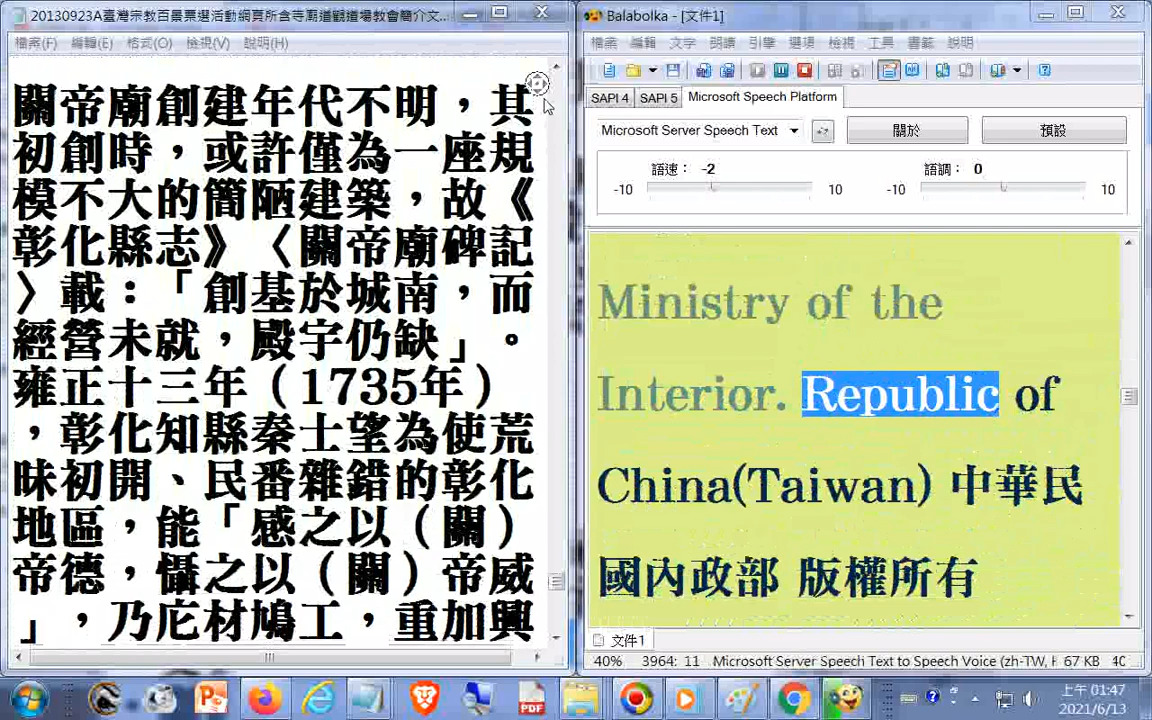 20130923A臺灣宗教百景票選活動網頁所含寺廟道觀道場教會簡介文...
檔案(F) 編輯(E) 格式(O) 檢視(V) 說明(H)
關帝廟創建年代不明，其
初創時，或許僅為一座規
模不大的簡陋建築，故《
彰化縣志》〈關帝廟碑記
〉載：「創基於城南，而
經營未就，殿宇仍缺」。
雍正十三年（1735年）
，彰化知縣秦士望為使荒
昧初開、民番雜錯的彰化
地區，能「感之以（關）
帝德，懾之以（關）帝威
」，乃庀材鳩工，重加興
Balabolka - [文件1]
檔案 編輯 文字 朗讀 引擎 選項 檢視 工具 書籤 說明
SAPI 4 SAPI 5 Microsoft Speech Platform
Microsoft Server Speech Text 關於 預設
語速： -2 語調： 0
-10 10 -10 10
Ministry of the
Interior. Republic of
China(Taiwan) 中華民
國內政部 版權所有
文件1
40% 3964: 11 Microsoft Server Speech Text to Speech Voice (zh-TW, 67 KB
上午 01:47
2021/6/13